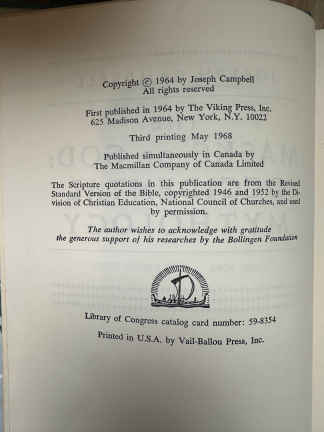 Copyright © 1964 by Joseph Campbell
All rights reserved
First published in 1964 by The Viking Press, Inc.
625 Madison Avenue, New York, N.Y. 10022
Third printing May 1968
Published simultaneously in Canada by
The Macmillan Company of Canada Limited
The Scripture quotations in this publication are from the Revised
Standard Version of the Bible, copyrighted 1946 and 1952 by the Di-
vision of Christian Education, National Council of Churches, and used
by permission.
The author wishes to acknowledge with gratitude
the generous support of his researches by the Bollingen Foundation
Library of Congress catalog card number: 59-8354
Printed in U.S.A. by Vail-Ballou Press, Inc.